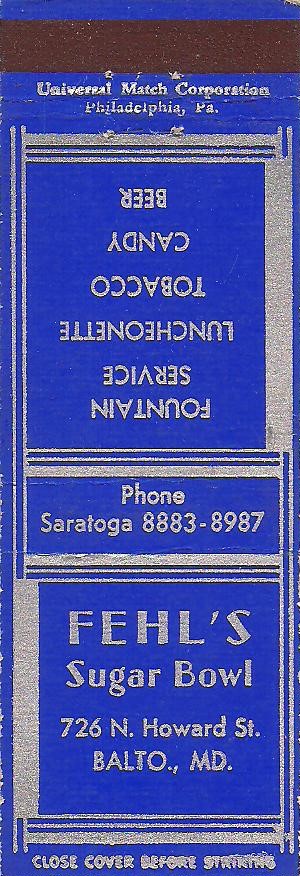 Universal Match Corporation
Philadelphia, Pa.
FOUNTAIN
SERVICE
LUNCHEONETTE
TOBACCO
CANDY
BEER
Phone
Saratoga 8883-8987
FEHL'S
Sugar Bowl
726 N. Howard St.
BALTO., MD.
CLOSE COVER BEFORE STRIKING